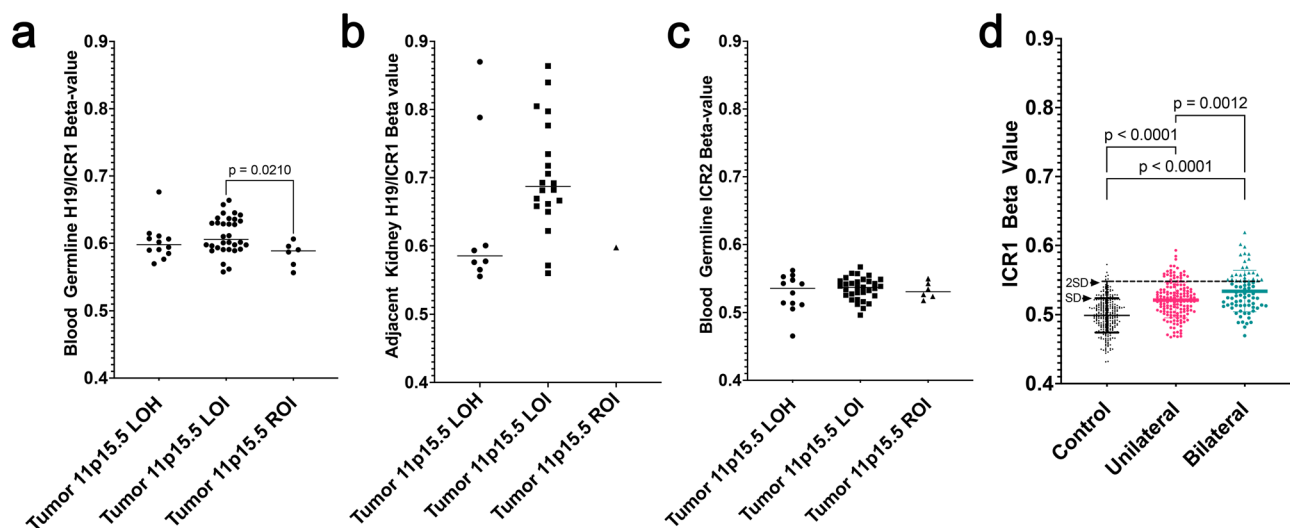 a
Blood Germline H19/ICR1 Beta-value
0.9
0.8
0.7
0.6
0.5
0.4
p = 0.0210
Tumor 11p15.5 LOH
Tumor 11p15.5 LOI
Tumor 11p15.5 ROI
b
Adjacent Kidney H19/ICR1 Beta value
0.9
0.8
0.7
0.6
0.5
0.4
Tumor 11p15.5 LOH
Tumor 11p15.5 LOI
Tumor 11p15.5 ROI
c
Blood Germline ICR2 Beta-value
0.9
0.8
0.7
0.6
0.5
0.4
Tumor 11p15.5 LOH
Tumor 11p15.5 LOI
Tumor 11p15.5 ROI
d
ICR1 Beta Value
0.9
0.8
0.7
0.6
0.5
0.4
p = 0.0012
p < 0.0001
p < 0.0001
2SD
SD
Control
Unilateral
Bilateral